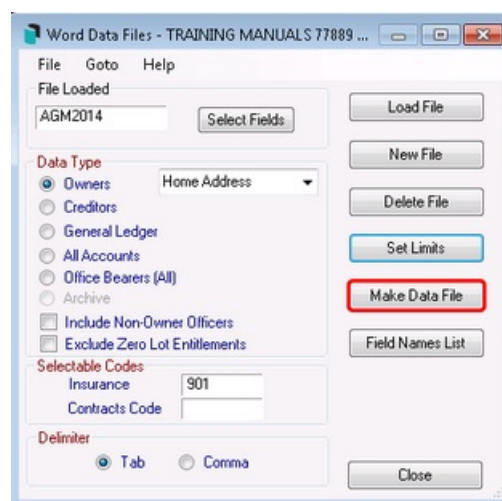 Word Data Files - TRAINING MANUALS 77889 ...
File Goto Help
File Loaded
AGM2014
Select Fields
Data Type
Owners
Home Address
Creditors
General Ledger
All Accounts
Office Bearers (All)
Archive
Include Non-Owner Officers
Exclude Zero Lot Entitlements
Selectable Codes
Insurance 901
Contracts Code
Delimiter
Tab Comma
Load File
New File
Delete File
Set Limits
Make Data File
Field Names List
Close